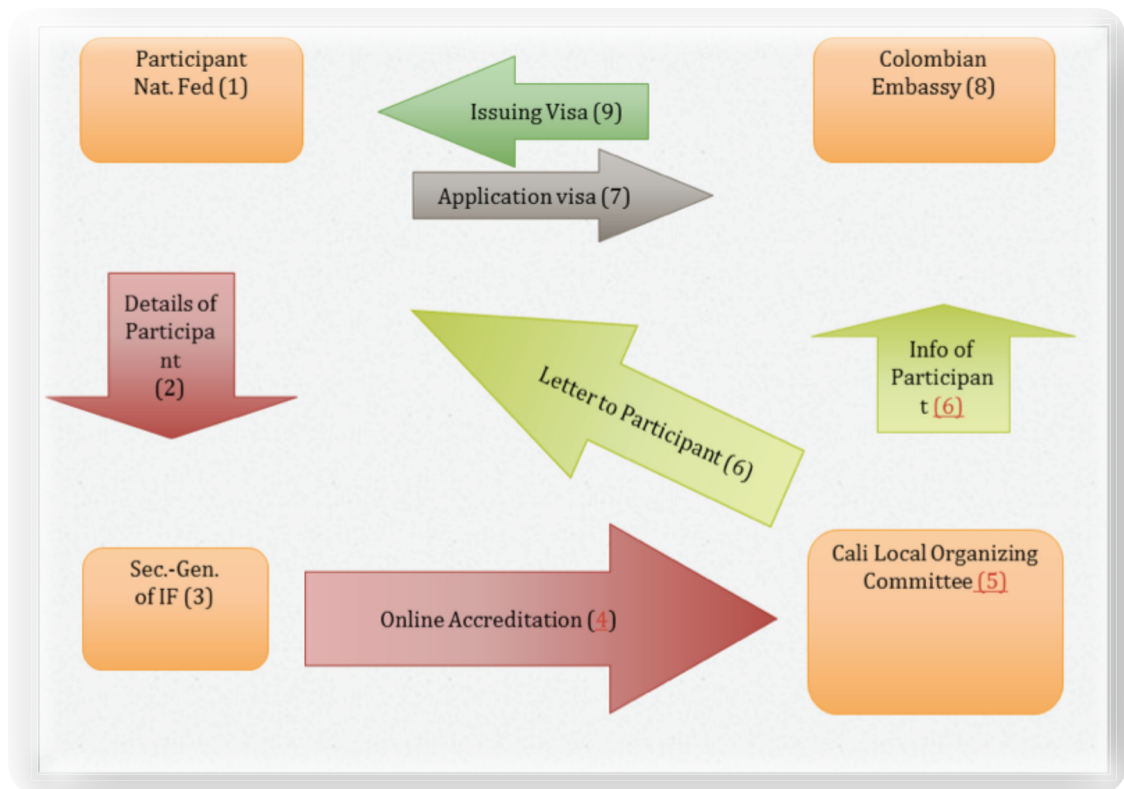 Participant
Nat. Fed (1)
Colombian
Embassy (8)
Issuing Visa (9)
Application visa (7)
Details of
Participa
nt
(2)
Letter to Participant (6)
Info of
Participan
t (6)
Sec.-Gen.
of IF (3)
Online Accreditation (4)
Cali Local Organizing
Committee (5)